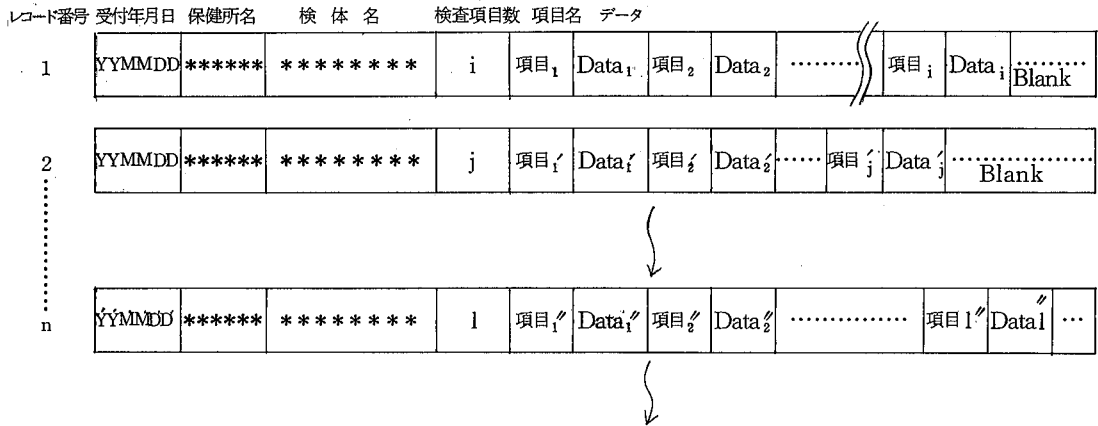 レコード番号 受付年月日 保健所名 検 体 名 検査項目数 項目名 データ
1 YYMMDD ****** ******** i 項目₁ Data₁ 項目₂ Data₂ ……… 項目ᵢ Dataᵢ ………Blank
2 YYMMDD ****** ******** j 項目₁′ Data₁′ 項目₂′ Data₂′ …… 項目ⱼ′ Dataⱼ′ ……………Blank
n ÝÝMMDD́ ****** ******** l 項目₁″ Data₁″ 項目₂″ Data₂″ …………… 項目l″ Datal″ …